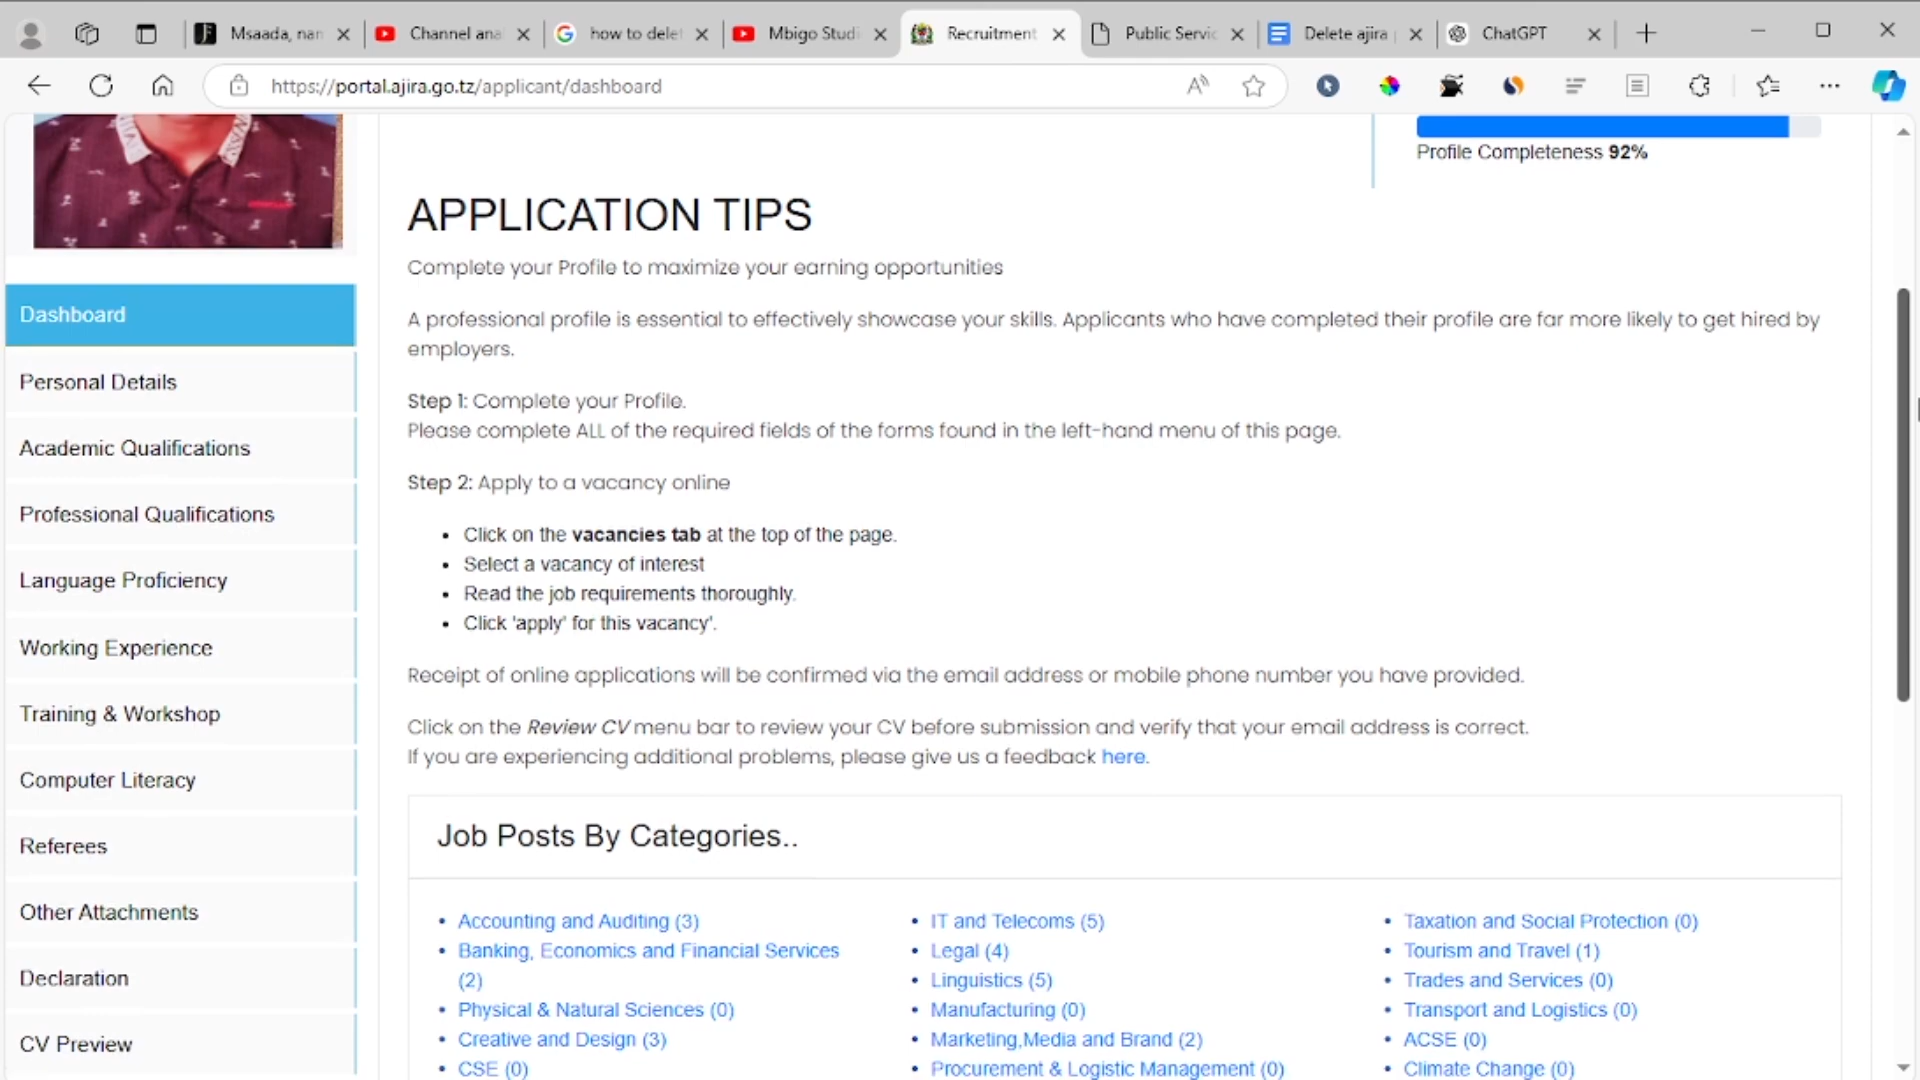 Msaada, nan
Channel ana
how to delet
Mbigo Studi
Recruitment
Public Servic
Delete ajira
ChatGPT
https://portal.ajira.go.tz/applicant/dashboard
Profile Completeness 92%
APPLICATION TIPS
Complete your Profile to maximize your earning opportunities
A professional profile is essential to effectively showcase your skills. Applicants who have completed their profile are far more likely to get hired by
employers.
Step 1: Complete your Profile.
Please complete ALL of the required fields of the forms found in the left-hand menu of this page.
Step 2: Apply to a vacancy online
• Click on the vacancies tab at the top of the page.
• Select a vacancy of interest
• Read the job requirements thoroughly.
• Click 'apply' for this vacancy'.
Receipt of online applications will be confirmed via the email address or mobile phone number you have provided.
Click on the Review CV menu bar to review your CV before submission and verify that your email address is correct.
If you are experiencing additional problems, please give us a feedback here.
Dashboard
Personal Details
Academic Qualifications
Professional Qualifications
Language Proficiency
Working Experience
Training & Workshop
Computer Literacy
Referees
Other Attachments
Declaration
CV Preview
Job Posts By Categories..
• Accounting and Auditing (3)
• Banking, Economics and Financial Services
(2)
• Physical & Natural Sciences (0)
• Creative and Design (3)
• CSE (0)
• IT and Telecoms (5)
• Legal (4)
• Linguistics (5)
• Manufacturing (0)
• Marketing,Media and Brand (2)
• Procurement & Logistic Management (0)
• Taxation and Social Protection (0)
• Tourism and Travel (1)
• Trades and Services (0)
• Transport and Logistics (0)
• ACSE (0)
• Climate Change (0)